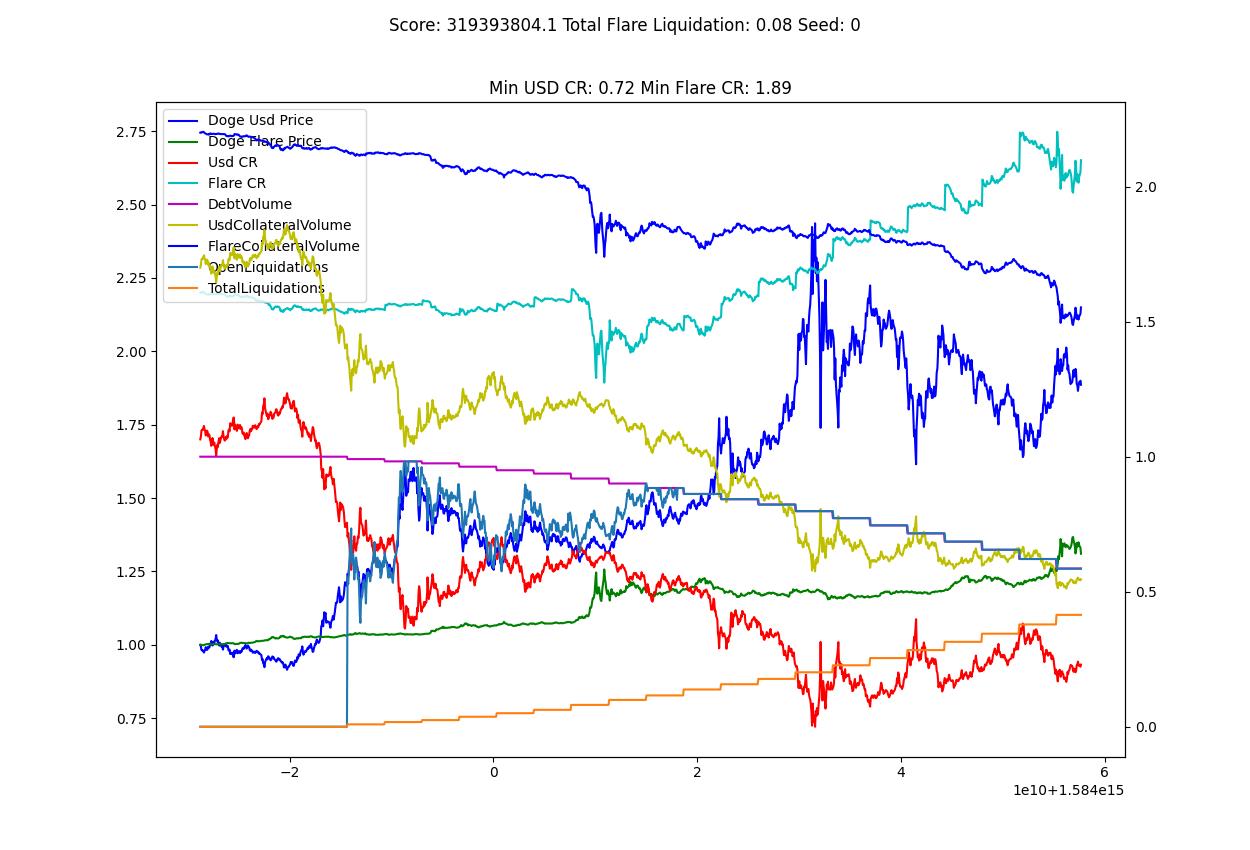 Score: 319393804.1 Total Flare Liquidation: 0.08 Seed: 0
Min USD CR: 0.72 Min Flare CR: 1.89
Doge Usd Price
Doge Flare Price
Usd CR
Flare CR
DebtVolume
UsdCollateralVolume
FlareCollateralVolume
OpenLiquidations
TotalLiquidations
2.75
2.50
2.25
2.00
1.75
1.50
1.25
1.00
0.75
2.0
1.5
1.0
0.5
0.0
−2
0
2
4
6
1e10+1.584e15